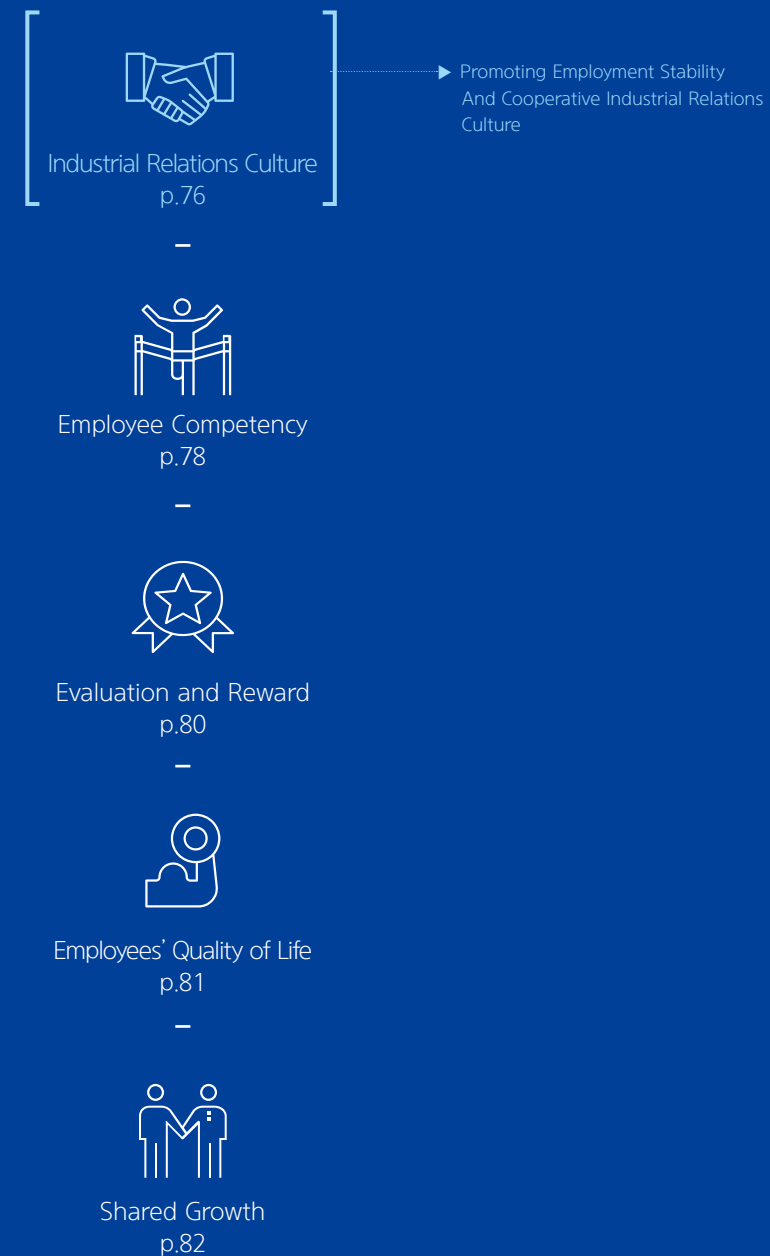 Industrial Relations Culture
p.76
Promoting Employment Stability
And Cooperative Industrial Relations
Culture
–
Employee Competency
p.78
–
Evaluation and Reward
p.80
–
Employees’ Quality of Life
p.81
–
Shared Growth
p.82